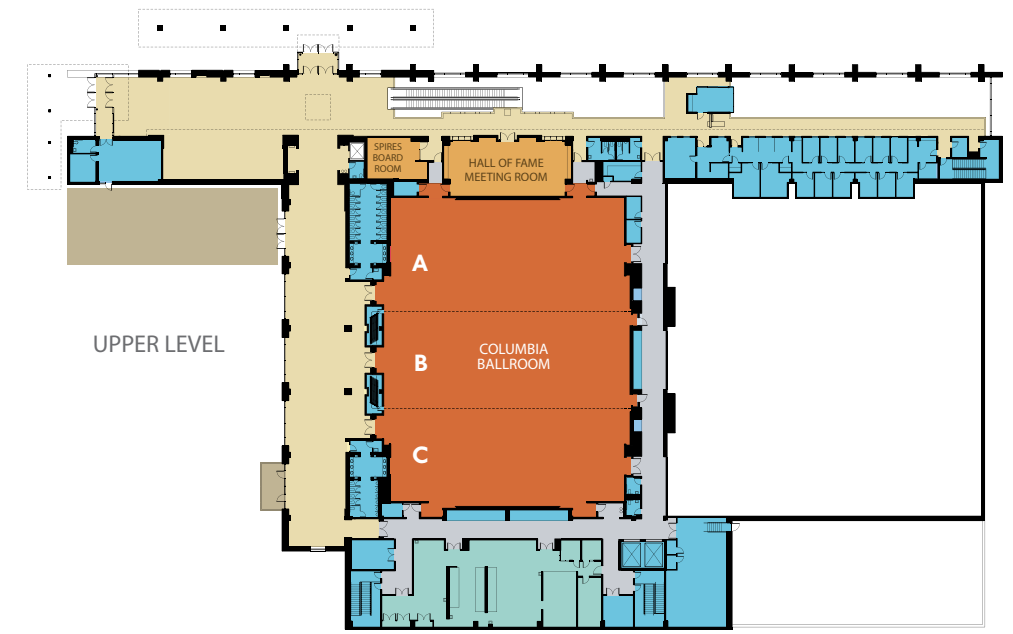 SPIRES
BOARD
ROOM
HALL OF FAME
MEETING ROOM
A
UPPER LEVEL
B
COLUMBIA
BALLROOM
C